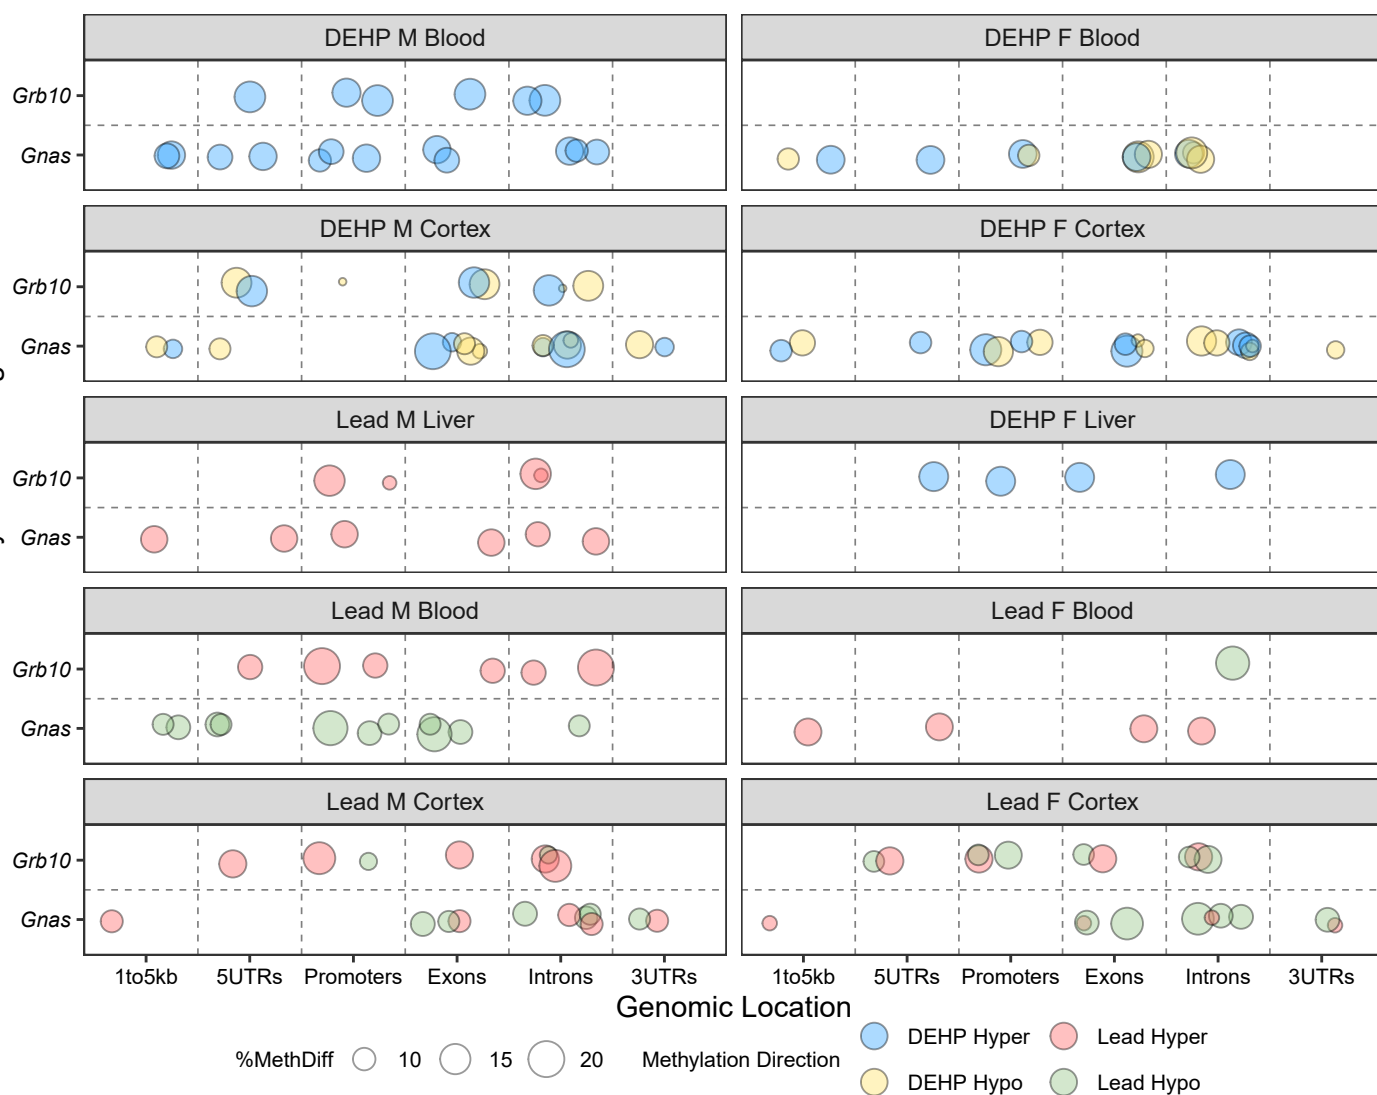 DEHP M Blood
DEHP F Blood
Grb10
Gnas
DEHP M Cortex
DEHP F Cortex
Grb10
Gnas
Lead M Liver
DEHP F Liver
Grb10
Gnas
Lead M Blood
Lead F Blood
Grb10
Gnas
Lead M Cortex
Lead F Cortex
Grb10
Gnas
1to5kb 5UTRs Promoters Exons Introns 3UTRs 1to5kb 5UTRs Promoters Exons Introns 3UTRs
Genomic Location
%MethDiff 10 15 20 Methylation Direction
DEHP Hyper Lead Hyper
DEHP Hypo Lead Hypo